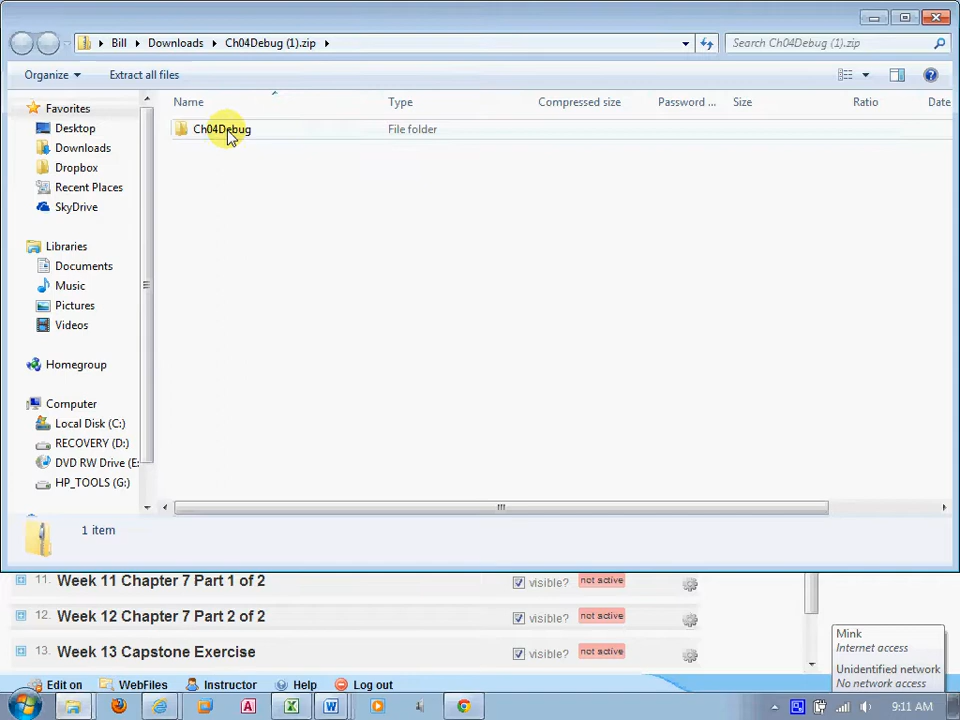 Bill Downloads Ch04Debug (1).zip Search Ch04Debug (1).zip
Organize Extract all files
Name Type Compressed size Password ... Size Ratio Date
Ch04Debug File folder
Favorites
Desktop
Downloads
Dropbox
Recent Places
SkyDrive
Libraries
Documents
Music
Pictures
Videos
Homegroup
Computer
Local Disk (C:)
RECOVERY (D:)
DVD RW Drive (E:
HP_TOOLS (G:)
1 item
11. Week 11 Chapter 7 Part 1 of 2 visible? not active
12. Week 12 Chapter 7 Part 2 of 2 visible? not active
13. Week 13 Capstone Exercise visible? not active
Mink
Internet access
Unidentified network
No network access
Edit on WebFiles Instructor Help Log out
9:11 AM